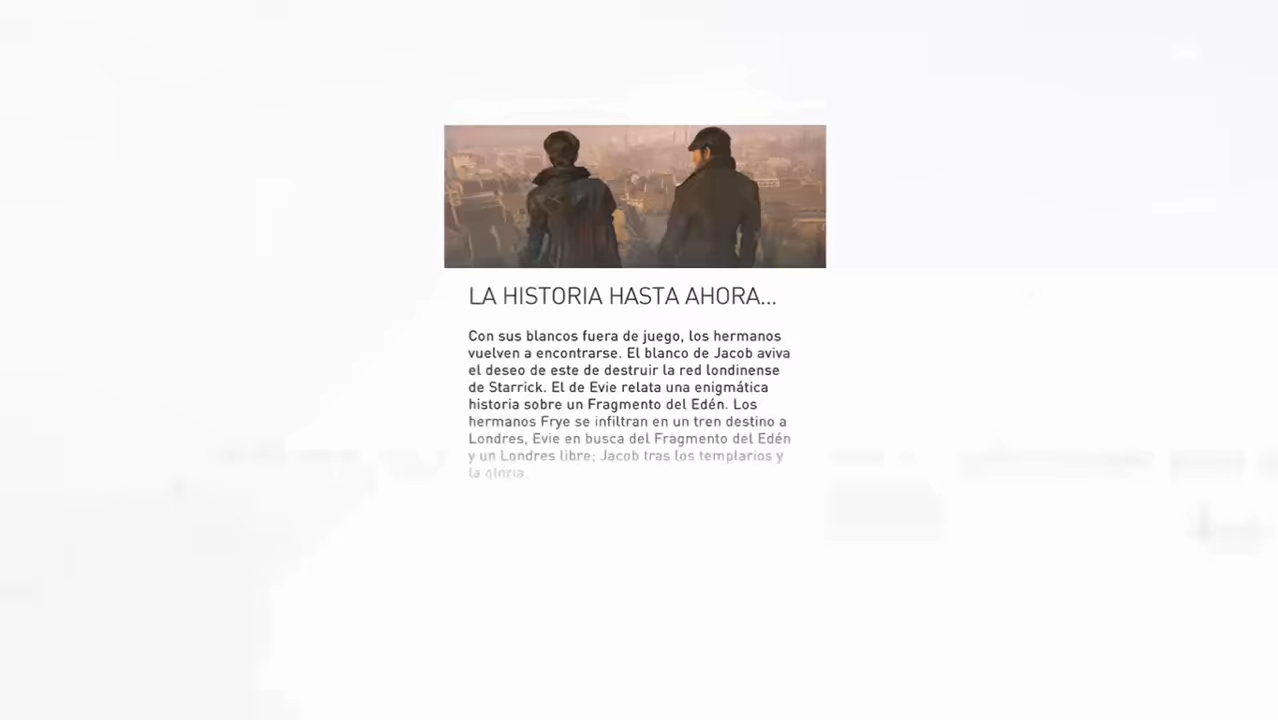 LA HISTORIA HASTA AHORA...
Con sus blancos fuera de juego, los hermanos
vuelven a encontrarse. El blanco de Jacob aviva
el deseo de este de destruir la red londinense
de Starrick. El de Evie relata una enigmática
historia sobre un Fragmento del Edén. Los
hermanos Frye se infiltran en un tren destino a
Londres, Evie en busca del Fragmento del Edén
y un Londres libre; Jacob tras los templarios y
la gloria.